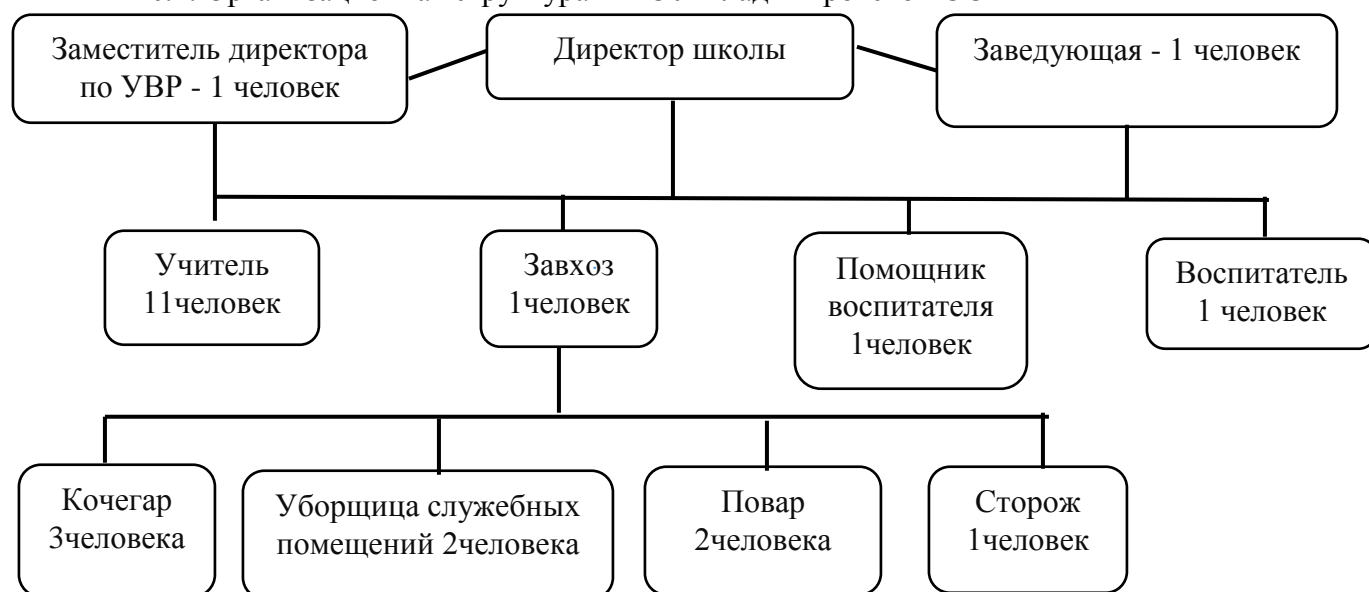 Заместитель директора
по УВР - 1 человек
Директор школы
Заведующая - 1 человек
Учитель
11человек
Завхоз
1человек
Помощник
воспитателя
1человек
Воспитатель
1 человек
Кочегар
3человека
Уборщица служебных
помещений 2человека
Повар
2человека
Сторож
1человек